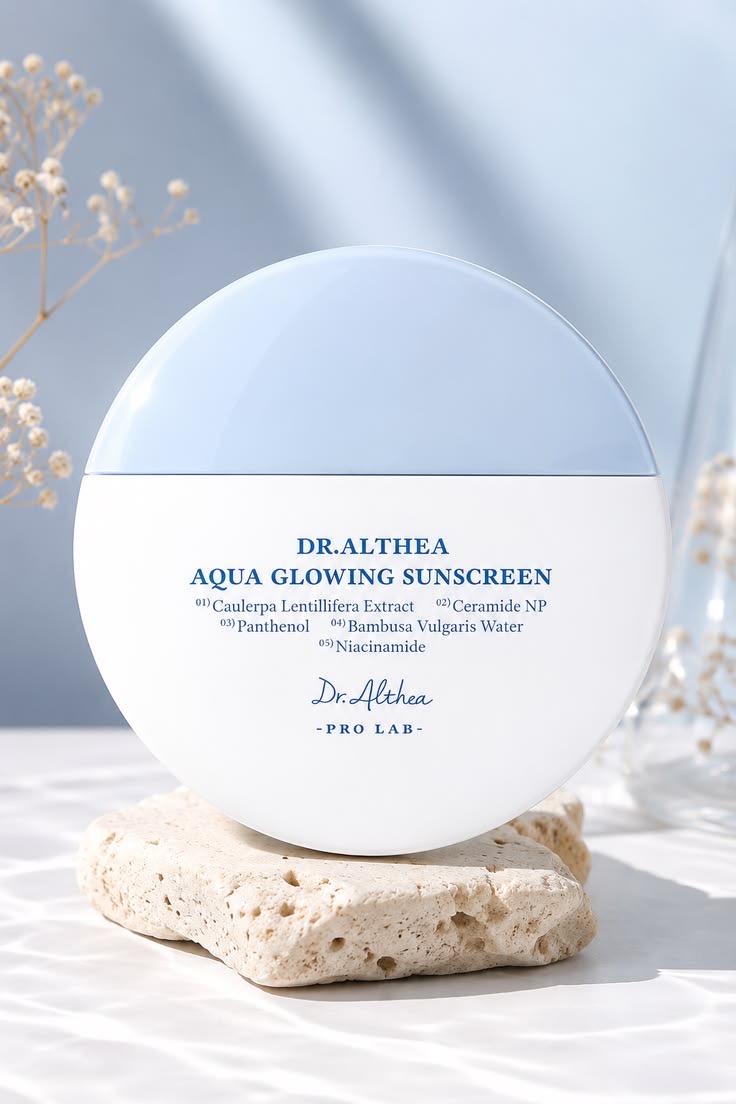 DR.ALTHEA
AQUA GLOWING SUNSCREEN
01)Caulerpa Lentillifera Extract 02)Ceramide NP
03)Panthenol 04)Bambusa Vulgaris Water
05)Niacinamide
Dr.Althea
-PRO LAB-